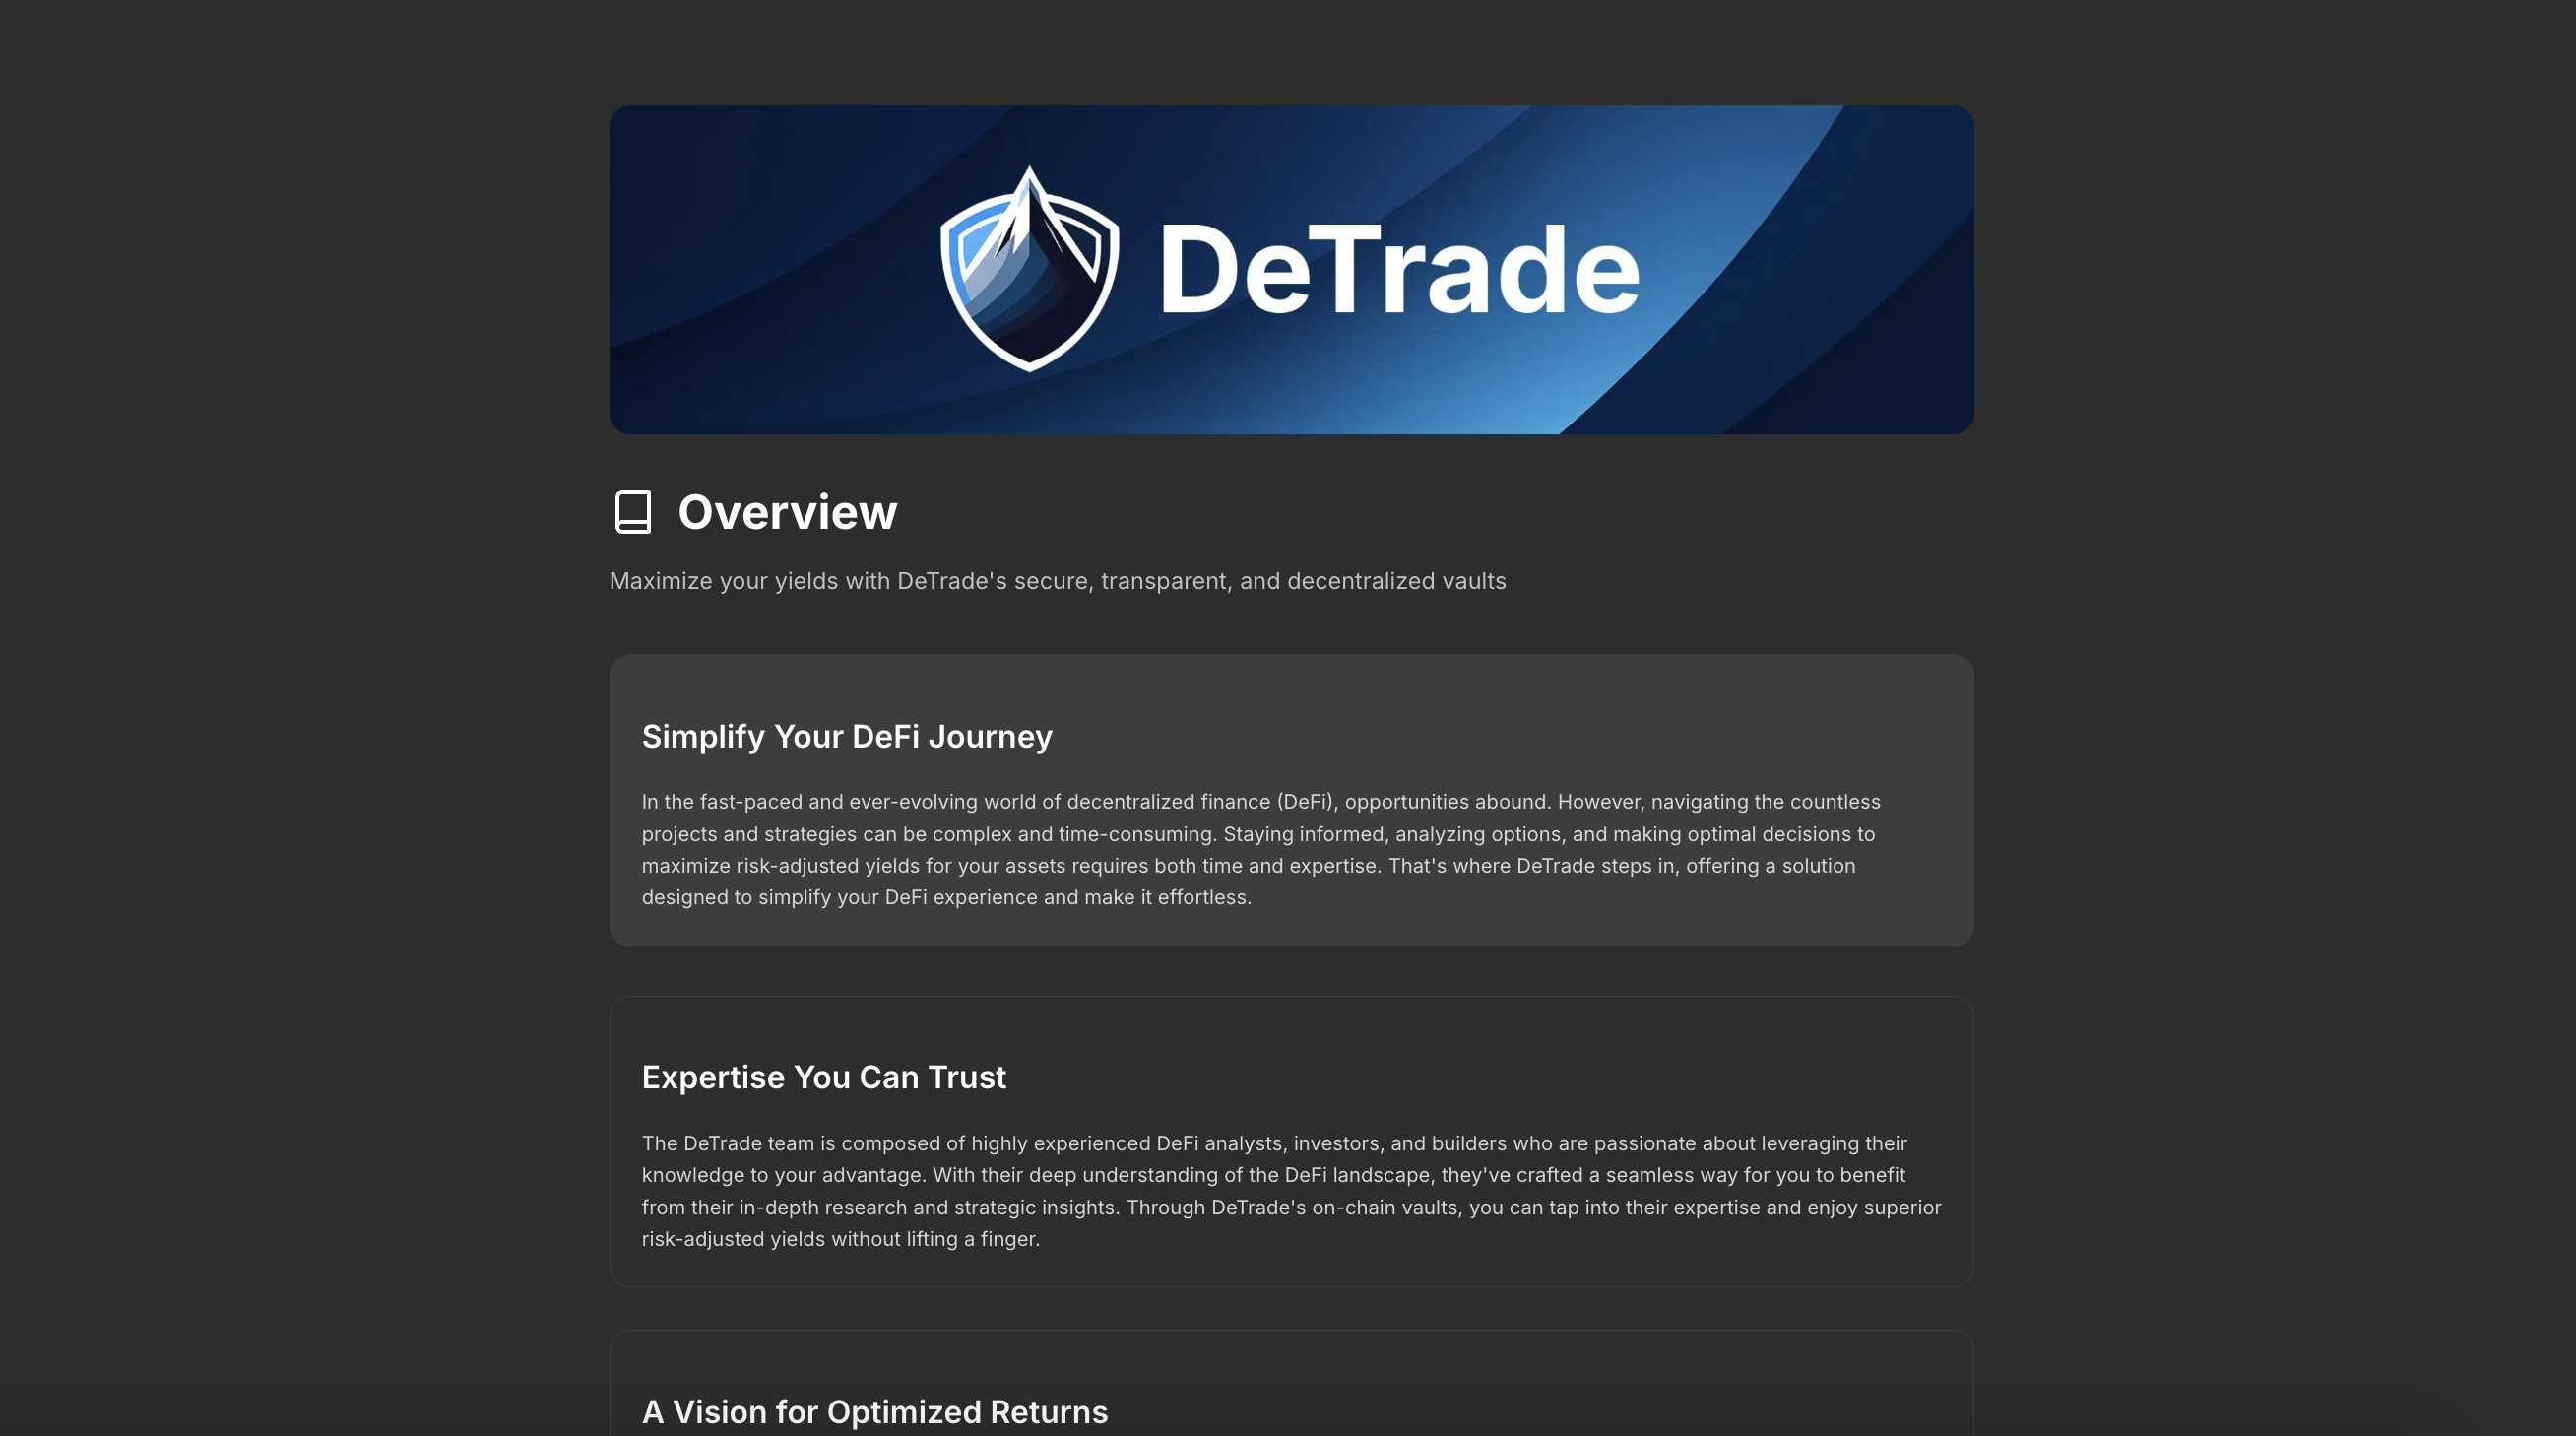 DeTrade
Overview
Maximize your yields with DeTrade's secure, transparent, and decentralized vaults
Simplify Your DeFi Journey
In the fast-paced and ever-evolving world of decentralized finance (DeFi), opportunities abound. However, navigating the countless
projects and strategies can be complex and time-consuming. Staying informed, analyzing options, and making optimal decisions to
maximize risk-adjusted yields for your assets requires both time and expertise. That's where DeTrade steps in, offering a solution
designed to simplify your DeFi experience and make it effortless.
Expertise You Can Trust
The DeTrade team is composed of highly experienced DeFi analysts, investors, and builders who are passionate about leveraging their
knowledge to your advantage. With their deep understanding of the DeFi landscape, they've crafted a seamless way for you to benefit
from their in-depth research and strategic insights. Through DeTrade's on-chain vaults, you can tap into their expertise and enjoy superior
risk-adjusted yields without lifting a finger.
A Vision for Optimized Returns